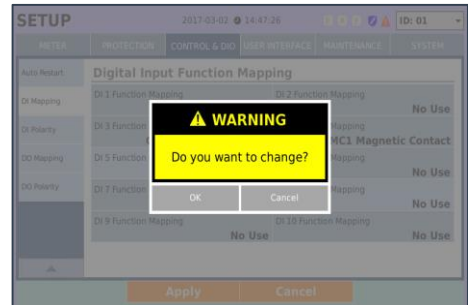 SETUP 2017-03-02 14:47:26 ID: 01
METER PROTECTION CONTROL & DIO USER INTERFACE MAINTENANCE SYSTEM
Auto Restart
DI Mapping
DI Polarity
DO Mapping
DO Polarity
Digital Input Function Mapping
DI 1 Function Mapping DI 2 Function Mapping
No Use
DI 3 Function Mapping
MC1 Magnetic Contact
DI 5 Function Mapping
No Use
DI 7 Function Mapping
No Use
DI 9 Function Mapping DI 10 Function Mapping
No Use No Use
WARNING
Do you want to change?
OK Cancel
Apply Cancel